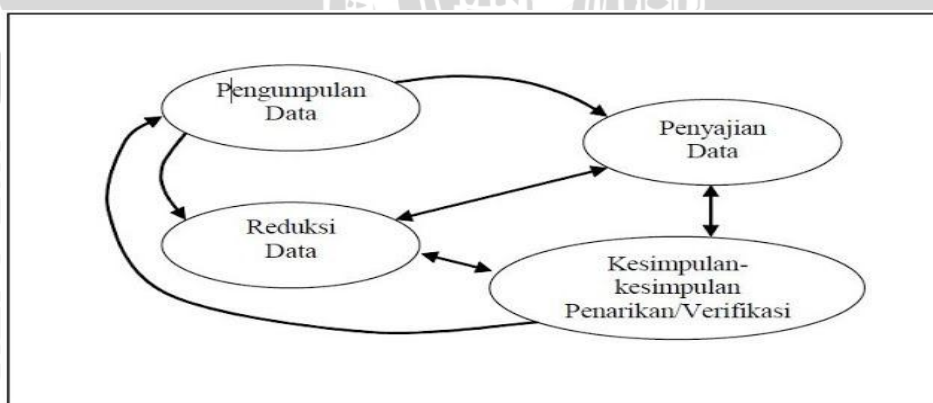 Pengumpulan
Data
Penyajian
Data
Reduksi
Data
Kesimpulan-
kesimpulan
Penarikan/Verifikasi